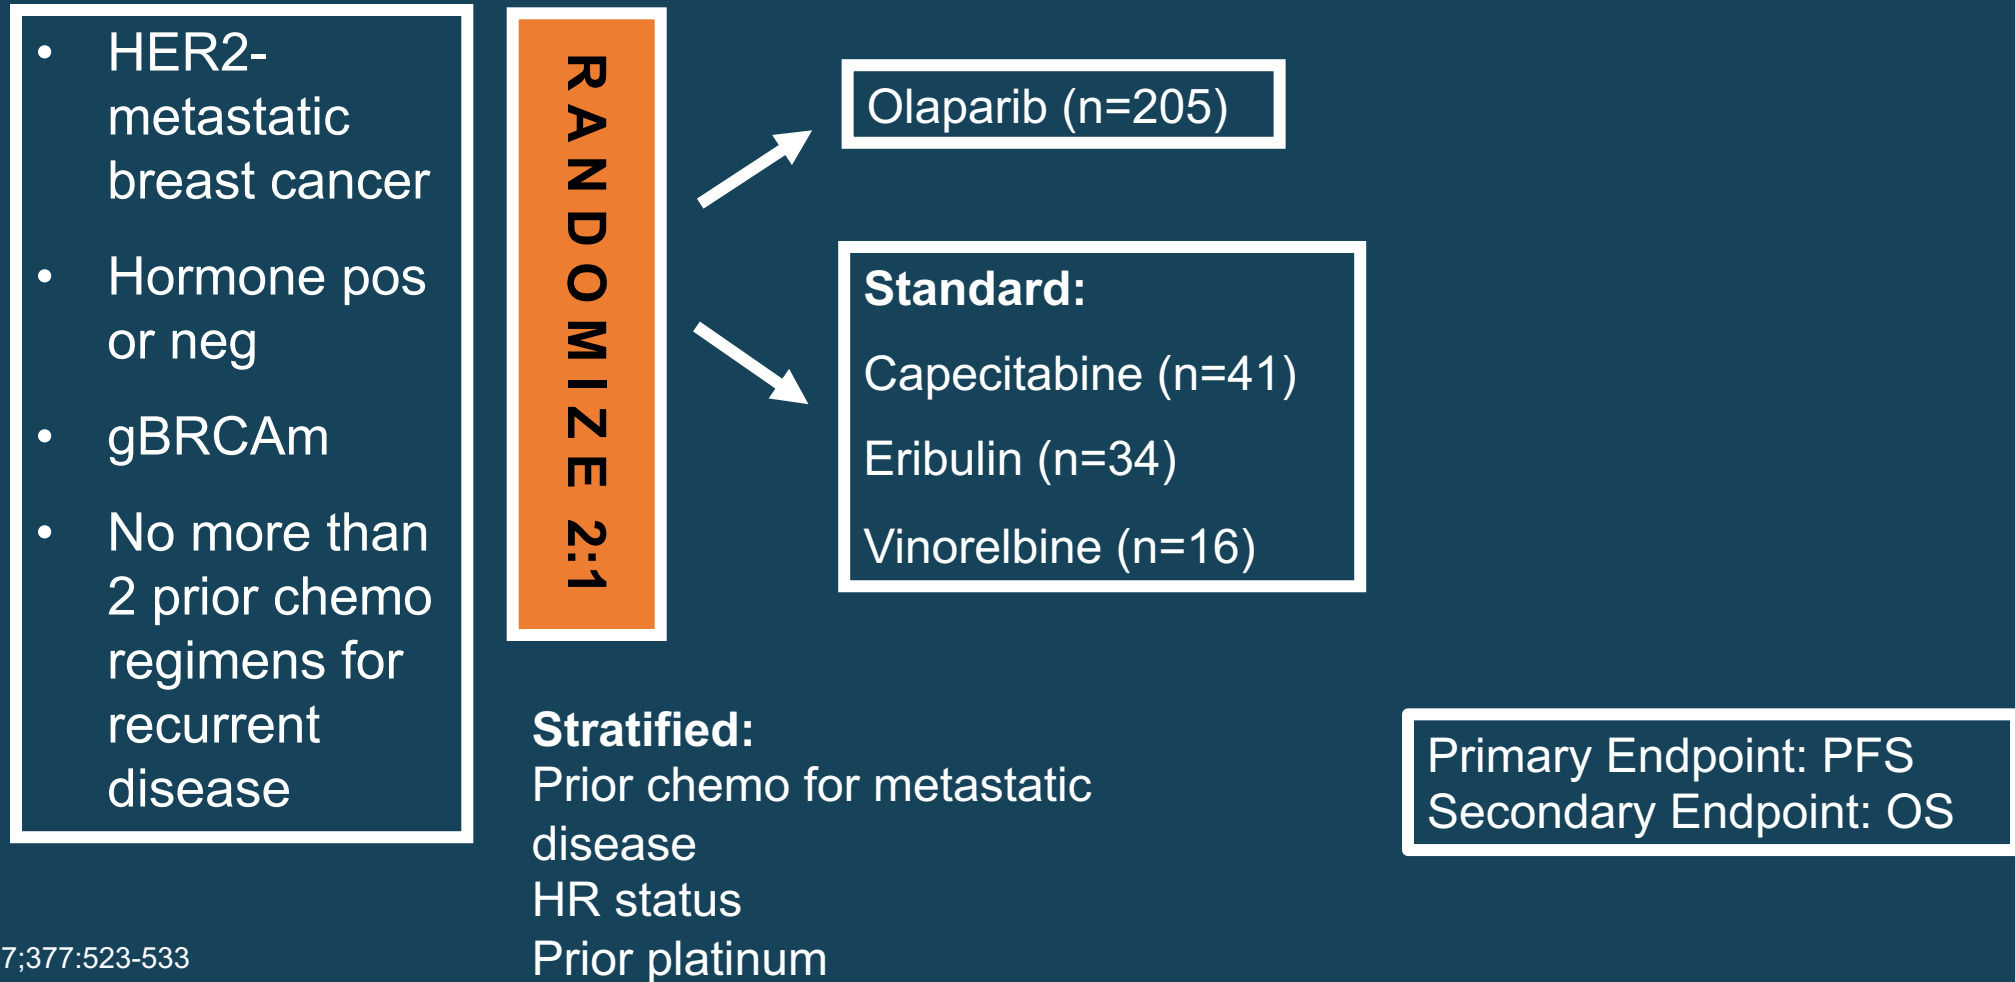 • HER2-
metastatic
breast cancer
• Hormone pos
or neg
• gBRCAm
• No more than
2 prior chemo
regimens for
recurrent
disease
RANDOMIZE 2:1
Olaparib (n=205)
Standard:
Capecitabine (n=41)
Eribulin (n=34)
Vinorelbine (n=16)
Stratified:
Prior chemo for metastatic
disease
HR status
Prior platinum
Primary Endpoint: PFS
Secondary Endpoint: OS
7;377:523-533